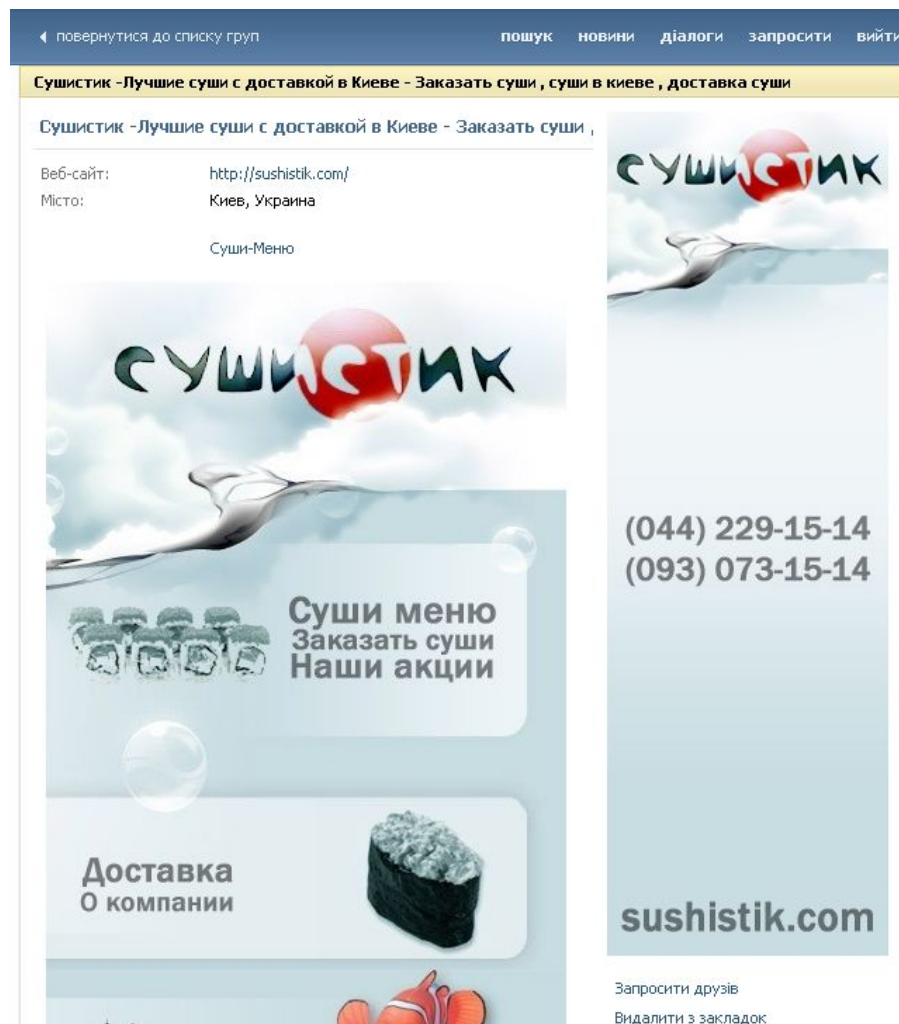 повернутися до списку груп
пошук новини діалоги запросити вийти
Сушистик -Лучшие суши с доставкой в Киеве - Заказать суши , суши в киеве , доставка суши
Сушистик -Лучшие суши с доставкой в Киеве - Заказать суши ,
Веб-сайт: http://sushistik.com/
Місто: Киев, Украина
Суши-Меню
сушистик
Суши меню
Заказать суши
Наши акции
Доставка
О компании
сушистик
(044) 229-15-14
(093) 073-15-14
sushistik.com
Запросити друзів
Видалити з закладок